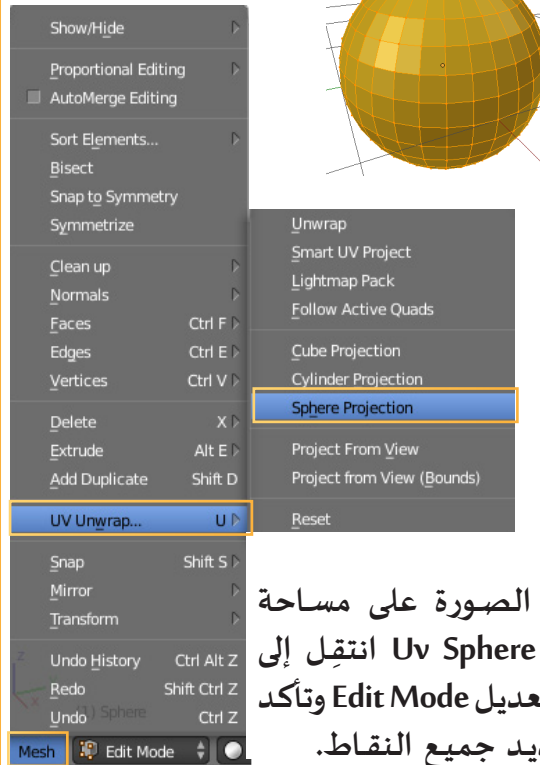 Show/Hide
Proportional Editing
AutoMerge Editing
Sort Elements...
Bisect
Snap to Symmetry
Symmetrize
Clean up
Normals
Faces Ctrl F
Edges Ctrl E
Vertices Ctrl V
Delete X
Extrude Alt E
Add Duplicate Shift D
UV Unwrap... U
Snap Shift S
Mirror
Transform
Undo History Ctrl Alt Z
Redo Shift Ctrl Z
Undo Ctrl Z
(1) Sphere
Mesh Edit Mode
Unwrap
Smart UV Project
Lightmap Pack
Follow Active Quads
Cube Projection
Cylinder Projection
Sphere Projection
Project From View
Project from View (Bounds)
Reset
الصورة على مساحة
Uv Sphere انتقِل إلى
عديل Edit Mode وتأكد
يد جميع النقاط.
z
x